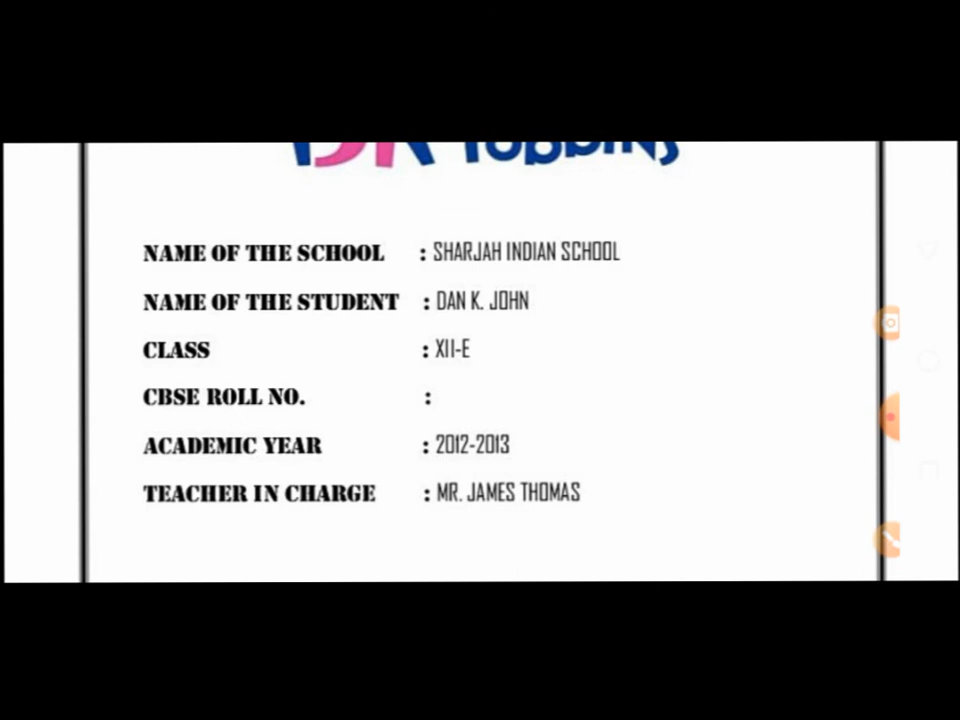 robbins
NAME OF THE SCHOOL : SHARJAH INDIAN SCHOOL
NAME OF THE STUDENT : DAN K. JOHN
CLASS : XII-E
CBSE ROLL NO. :
ACADEMIC YEAR : 2012-2013
TEACHER IN CHARGE : MR. JAMES THOMAS